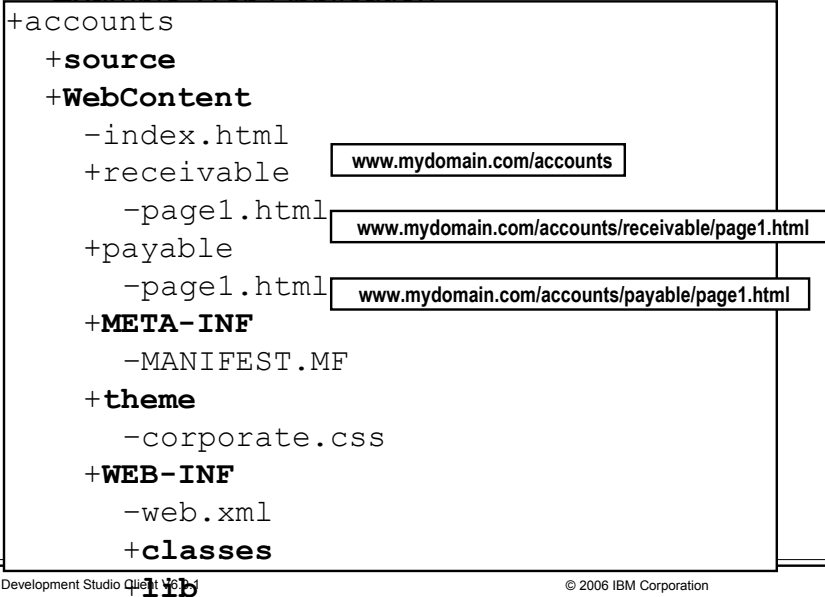 +accounts
+source
+WebContent
-index.html
www.mydomain.com/accounts
+receivable
-page1.html
www.mydomain.com/accounts/receivable/page1.html
+payable
-page1.html
www.mydomain.com/accounts/payable/page1.html
+META-INF
-MANIFEST.MF
+theme
-corporate.css
+WEB-INF
-web.xml
+classes
+lib
Development Studio Client © 2006 IBM Corporation